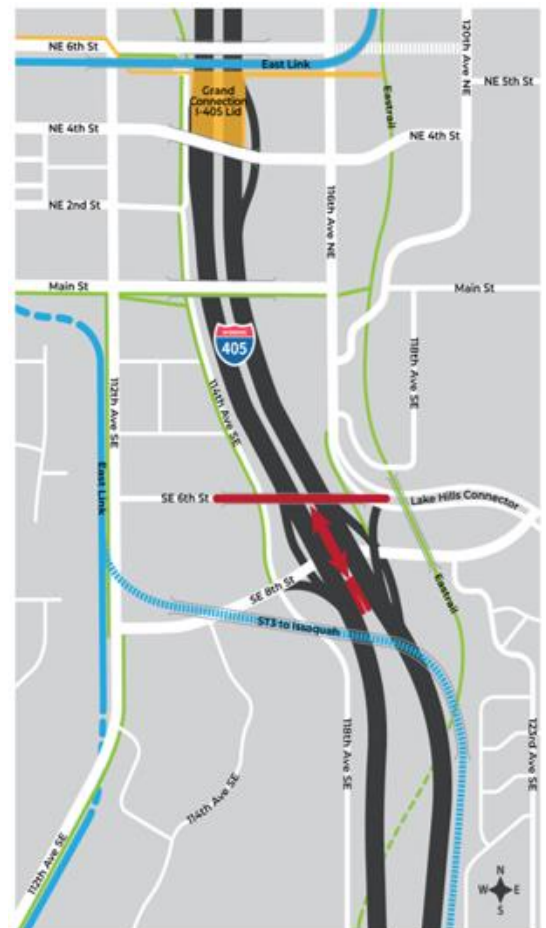 NE 6th St
120th Ave NE
East Link
NE 5th St
Grand
Connection
I-405 Lid
Eastrail
NE 4th St
NE 4th St
NE 2nd St
116th Ave NE
Main St
Main St
405
118th Ave SE
112th Ave SE
114th Ave SE
East Link
SE 6th St
Lake Hills Connector
SE 8th St
Eastrail
ST3 to Issaquah
118th Ave SE
123rd Ave SE
114th Ave SE
112th Ave SE
N
W E
S